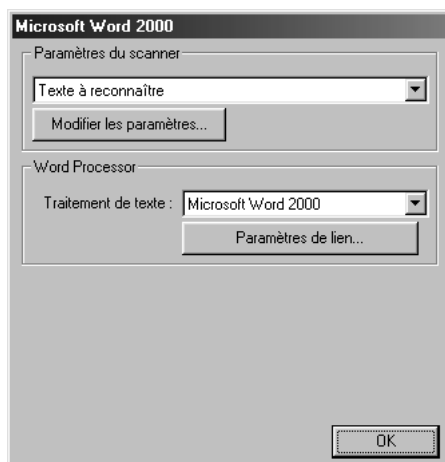 Microsoft Word 2000
Paramètres du scanner
Texte à reconnaître
Modifier les paramètres...
Word Processor
Traitement de texte : Microsoft Word 2000
Paramètres de lien...
OK